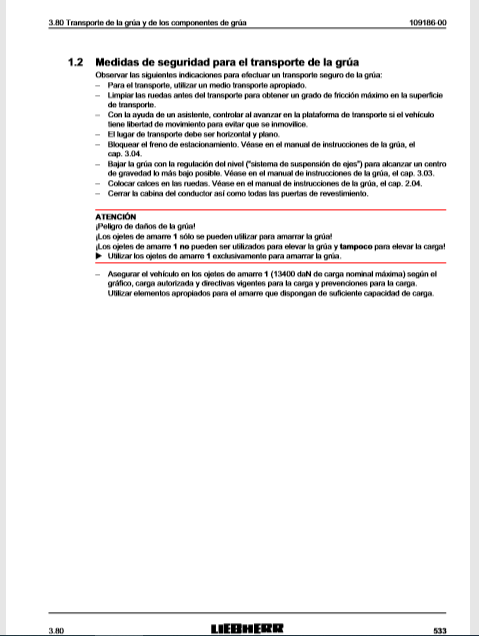 3.80 Transporte de la grúa y de los componentes de grúa 109186-00
1.2 Medidas de seguridad para el transporte de la grúa
Observar las siguientes indicaciones para efectuar un transporte seguro de la grúa:
– Para el transporte, utilizar un medio transporte apropiado.
– Limpiar las ruedas antes del transporte para obtener un grado de fricción máximo en la superficie
de transporte.
– Con la ayuda de un asistente, controlar al avanzar en la plataforma de transporte si el vehículo
tiene libertad de movimiento para evitar que se inmovilice.
– El lugar de transporte debe ser horizontal y plano.
– Bloquear el freno de estacionamiento. Véase en el manual de instrucciones de la grúa, el
cap. 3.04.
– Bajar la grúa con la regulación del nivel ("sistema de suspensión de ejes") para alcanzar un centro
de gravedad lo más bajo posible. Véase en el manual de instrucciones de la grúa, el cap. 3.03.
– Colocar calces en las ruedas. Véase en el manual de instrucciones de la grúa, el cap. 2.04.
– Cerrar la cabina del conductor así como todas las puertas de revestimiento.
ATENCIÓN
¡Peligro de daños de la grúa!
¡Los ojetes de amarre 1 sólo se pueden utilizar para amarrar la grúa!
¡Los ojetes de amarre 1 no pueden ser utilizados para elevar la grúa y tampoco para elevar la carga!
▶ Utilizar los ojetes de amarre 1 exclusivamente para amarrar la grúa.
– Asegurar el vehículo en los ojetes de amarre 1 (13400 daN de carga nominal máxima) según el
gráfico, carga autorizada y directivas vigentes para la carga y prevenciones para la carga.
Utilizar elementos apropiados para el amarre que dispongan de suficiente capacidad de carga.
3.80 LIEBHERR 533